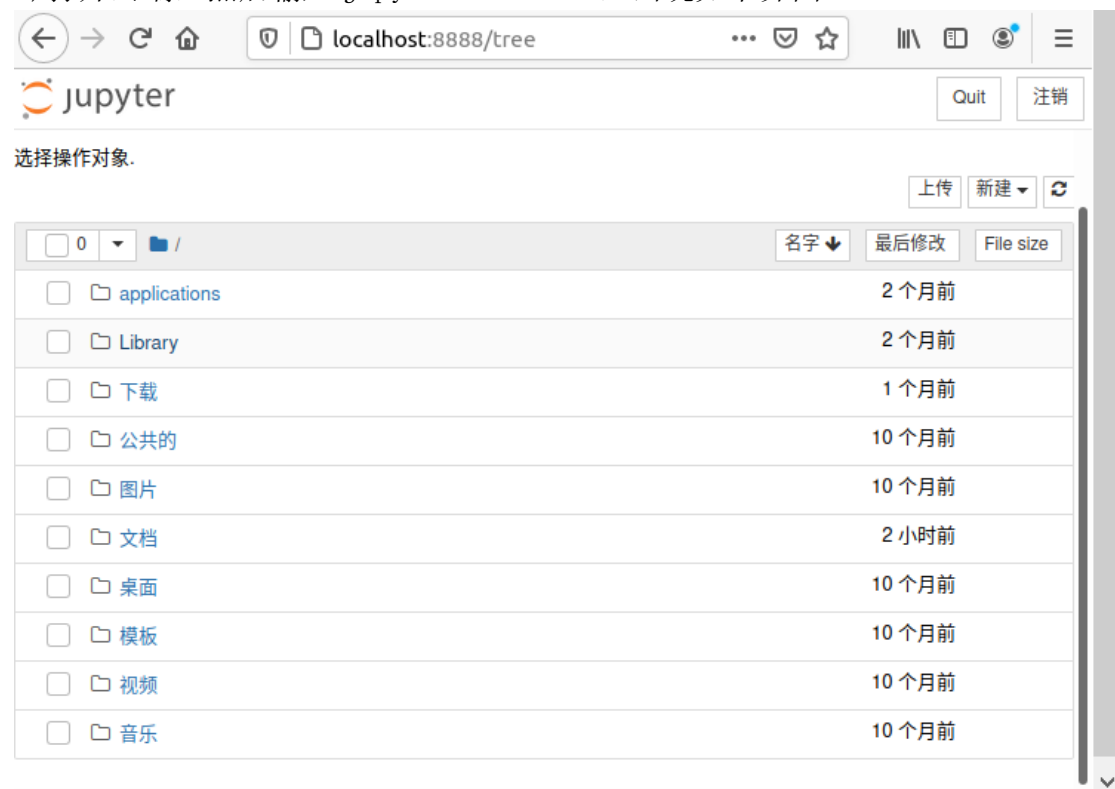 localhost:8888/tree
jupyter
Quit 注销
选择操作对象.
上传 新建
0 / 名字 最后修改 File size
applications 2 个月前
Library 2 个月前
下载 1 个月前
公共的 10 个月前
图片 10 个月前
文档 2 小时前
桌面 10 个月前
模板 10 个月前
视频 10 个月前
音乐 10 个月前